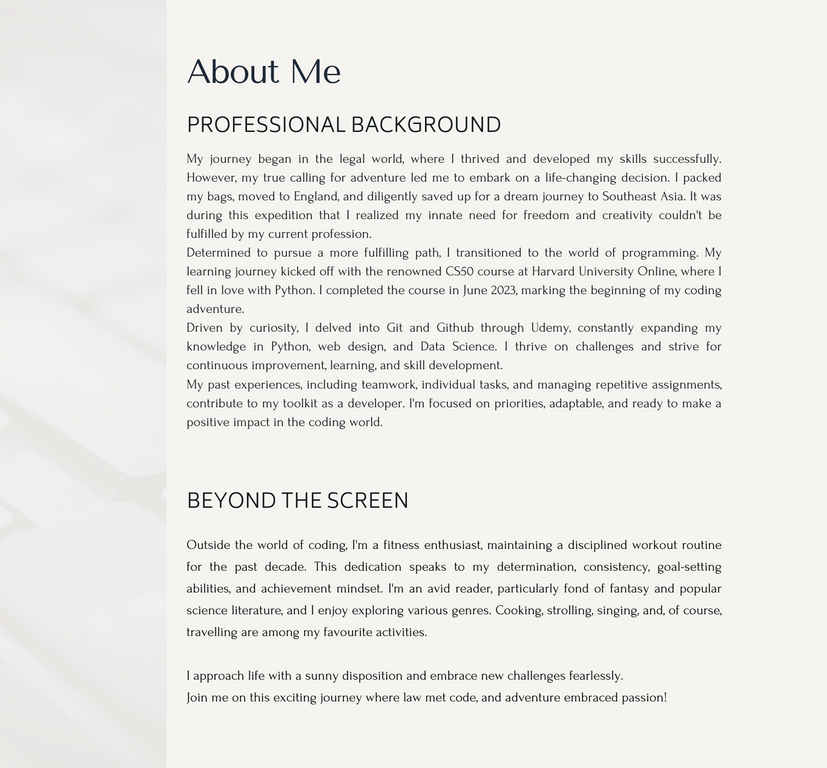 About Me
PROFESSIONAL BACKGROUND
My journey began in the legal world, where I thrived and developed my skills successfully.
However, my true calling for adventure led me to embark on a life-changing decision. I packed
my bags, moved to England, and diligently saved up for a dream journey to Southeast Asia. It was
during this expedition that I realized my innate need for freedom and creativity couldn't be
fulfilled by my current profession.
Determined to pursue a more fulfilling path, I transitioned to the world of programming. My
learning journey kicked off with the renowned CS50 course at Harvard University Online, where I
fell in love with Python. I completed the course in June 2023, marking the beginning of my coding
adventure.
Driven by curiosity, I delved into Git and Github through Udemy, constantly expanding my
knowledge in Python, web design, and Data Science. I thrive on challenges and strive for
continuous improvement, learning, and skill development.
My past experiences, including teamwork, individual tasks, and managing repetitive assignments,
contribute to my toolkit as a developer. I'm focused on priorities, adaptable, and ready to make a
positive impact in the coding world.
BEYOND THE SCREEN
Outside the world of coding, I'm a fitness enthusiast, maintaining a disciplined workout routine
for the past decade. This dedication speaks to my determination, consistency, goal-setting
abilities, and achievement mindset. I'm an avid reader, particularly fond of fantasy and popular
science literature, and I enjoy exploring various genres. Cooking, strolling, singing, and, of course,
travelling are among my favourite activities.
I approach life with a sunny disposition and embrace new challenges fearlessly.
Join me on this exciting journey where law met code, and adventure embraced passion!